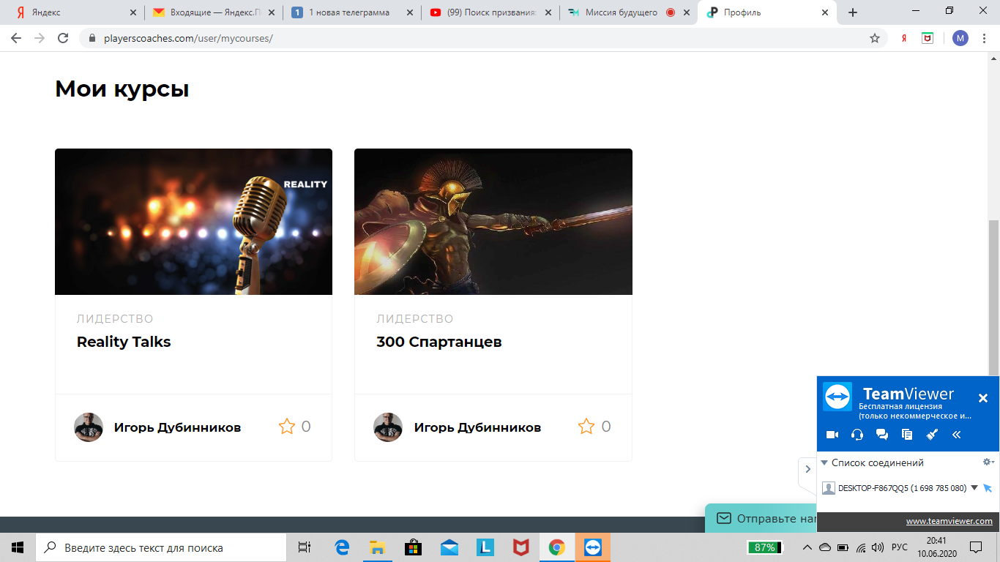 Яндекс
Входящие — Яндекс.П
1 новая телеграмма
(99) Поиск призвания:
Миссия будущего
Профиль
playerscoaches.com/user/mycourses/
Я
М
Мои курсы
REALITY
ЛИДЕРСТВО
Reality Talks
Игорь Дубинников
0
ЛИДЕРСТВО
300 Спартанцев
Игорь Дубинников
0
TeamViewer
Бесплатная лицензия
(только некоммерческое и...
Список соединений
DESKTOP-F867QQ5 (1 698 785 080)
www.teamviewer.com
Отправьте на
Введите здесь текст для поиска
L
87%
РУС
20:41
10.06.2020